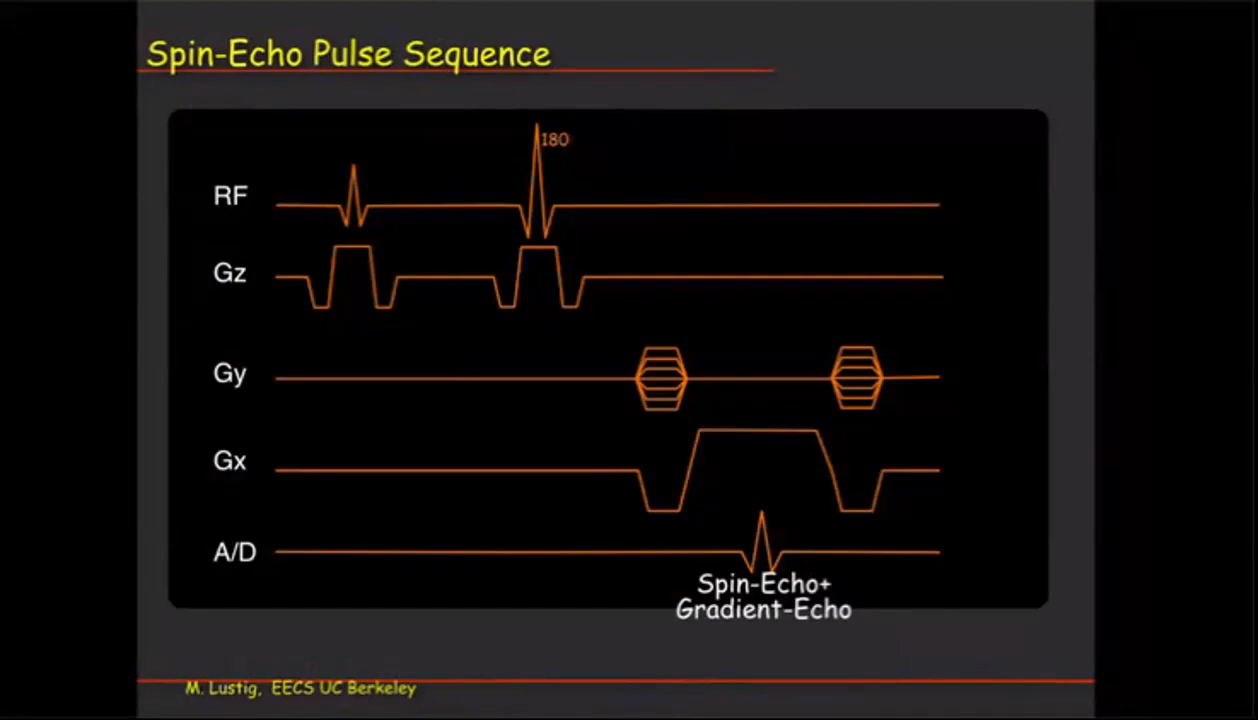 Spin-Echo Pulse Sequence
180
RF
Gz
Gy
Gx
A/D
Spin-Echo+
Gradient-Echo
M. Lustig, EECS UC Berkeley